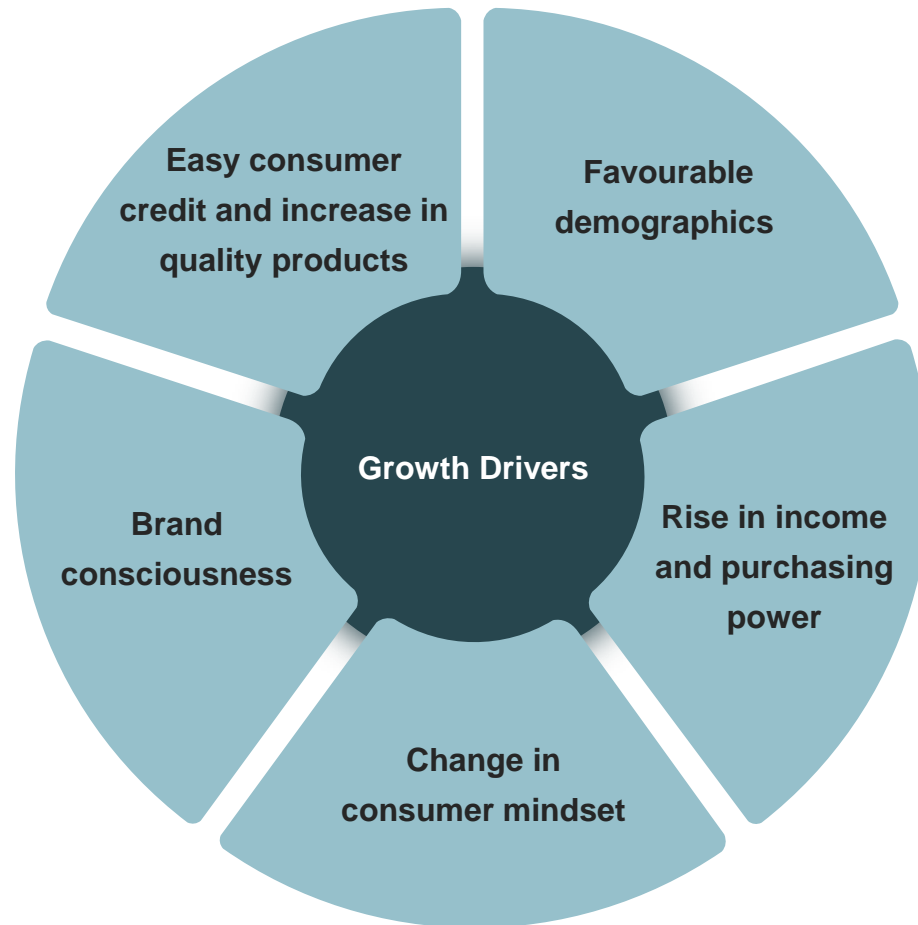 Easy consumer
credit and increase in
quality products
Favourable
demographics
Growth Drivers
Brand
consciousness
Rise in income
and purchasing
power
Change in
consumer mindset